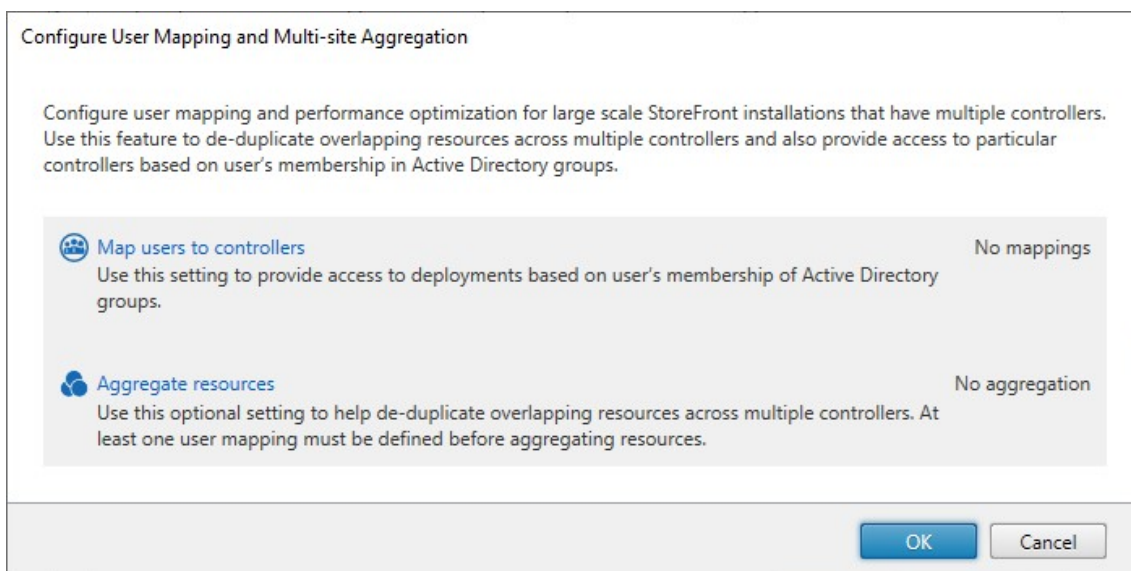 Configure User Mapping and Multi-site Aggregation
Configure user mapping and performance optimization for large scale StoreFront installations that have multiple controllers.
Use this feature to de-duplicate overlapping resources across multiple controllers and also provide access to particular
controllers based on user's membership in Active Directory groups.
Map users to controllers
No mappings
Use this setting to provide access to deployments based on user's membership of Active Directory
groups.
Aggregate resources
No aggregation
Use this optional setting to help de-duplicate overlapping resources across multiple controllers. At
least one user mapping must be defined before aggregating resources.
OK
Cancel